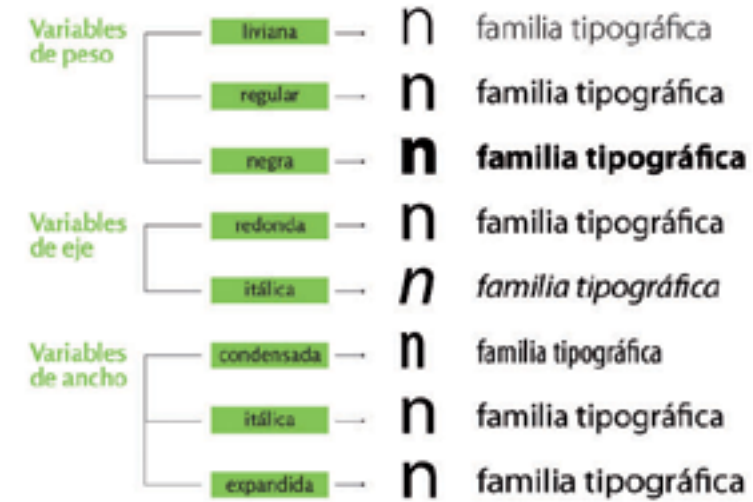 Variables
de peso
liviana n familia tipográfica
regular n familia tipográfica
negra n familia tipográfica
Variables
de eje
redonda n familia tipográfica
itálica n familia tipográfica
Variables
de ancho
condensada n familia tipográfica
itálica n familia tipográfica
expandida n familia tipográfica